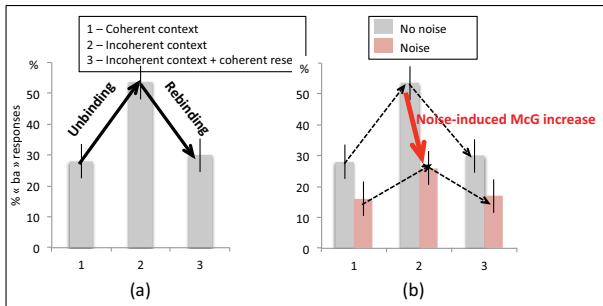 1 – Coherent context
2 – Incoherent context
3 – Incoherent context + coherent rese
No noise
Noise
%
50
40
30
20
10
0
% « ba » responses
Unbinding
Rebinding
1 2 3
(a)
%
50
40
30
20
10
0
Noise-induced McG increase
1 2 3
(b)